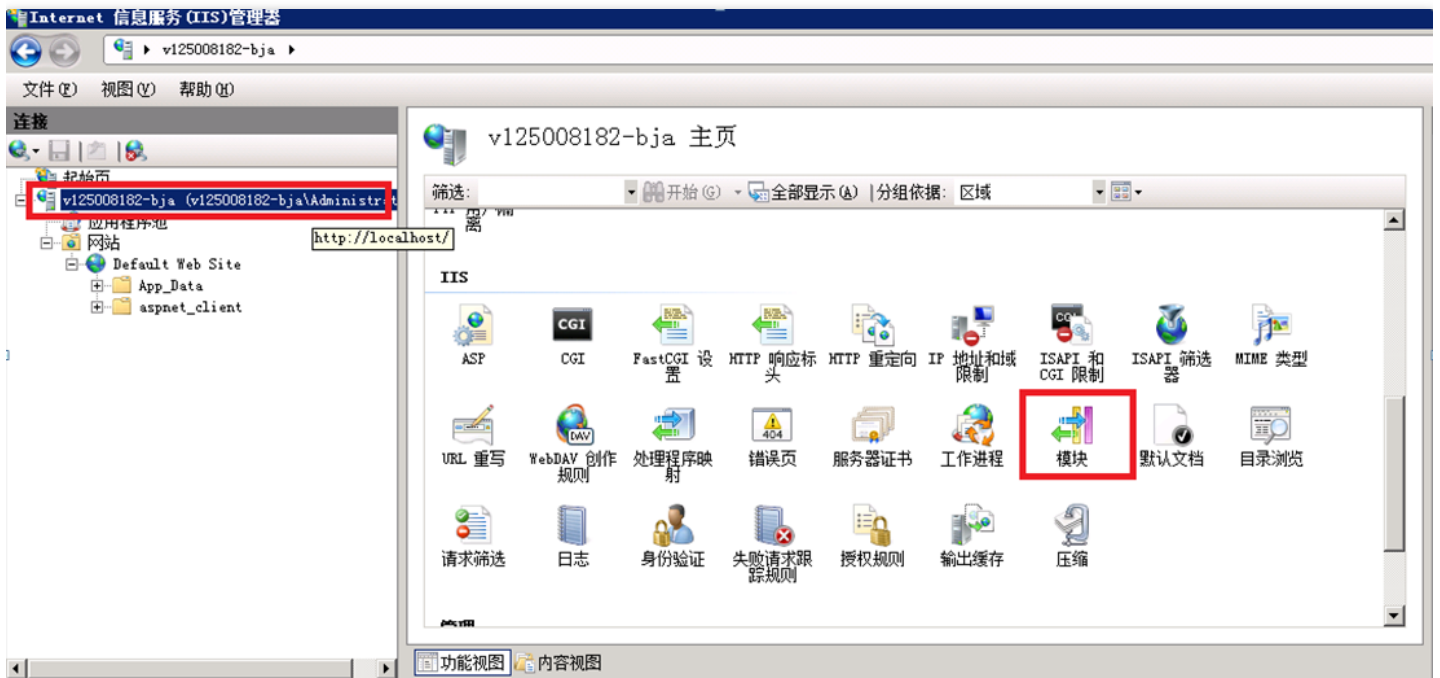 Internet 信息服务(IIS)管理器
v125008182-bja
文件(F) 视图(V) 帮助(H)
连接
起始页
v125008182-bja (v125008182-bja\Administrat
应用程序池
网站
http://localhost/
Default Web Site
App_Data
aspnet_client
v125008182-bja 主页
筛选: 开始(G) 全部显示(A) 分组依据: 区域
离
IIS
ASP CGI FastCGI 设置 HTTP 响应标头 HTTP 重定向 IP 地址和域限制 ISAPI 和 CGI 限制 ISAPI 筛选器 MIME 类型
URL 重写 WebDAV 创作规则 处理程序映射 错误页 服务器证书 工作进程 模块 默认文档 目录浏览
请求筛选 日志 身份验证 失败请求跟踪规则 授权规则 输出缓存 压缩
管理
功能视图 内容视图